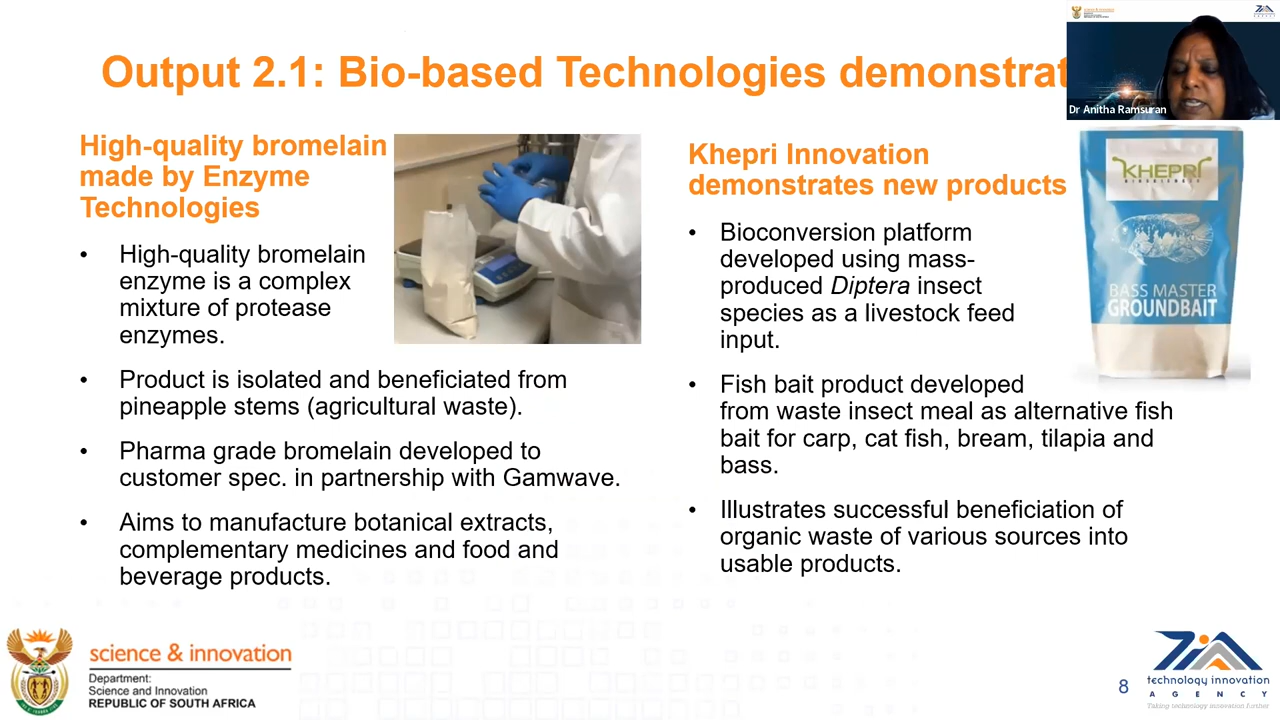 Output 2.1: Bio-based Technologies demonstrat
Dr Anitha Ramsuran
High-quality bromelain
made by Enzyme
Technologies
• High-quality bromelain
enzyme is a complex
mixture of protease
enzymes.
• Product is isolated and beneficiated from
pineapple stems (agricultural waste).
• Pharma grade bromelain developed to
customer spec. in partnership with Gamwave.
• Aims to manufacture botanical extracts,
complementary medicines and food and
beverage products.
Khepri Innovation
demonstrates new products
• Bioconversion platform
developed using mass-
produced Diptera insect
species as a livestock feed
input.
• Fish bait product developed
from waste insect meal as alternative fish
bait for carp, cat fish, bream, tilapia and
bass.
• Illustrates successful beneficiation of
organic waste of various sources into
usable products.
KHEPRI
BASS MASTER
GROUNDBAIT
science & innovation
Department:
Science and Innovation
REPUBLIC OF SOUTH AFRICA
8
TIA
technology innovation
AGENCY
Taking technology innovation further